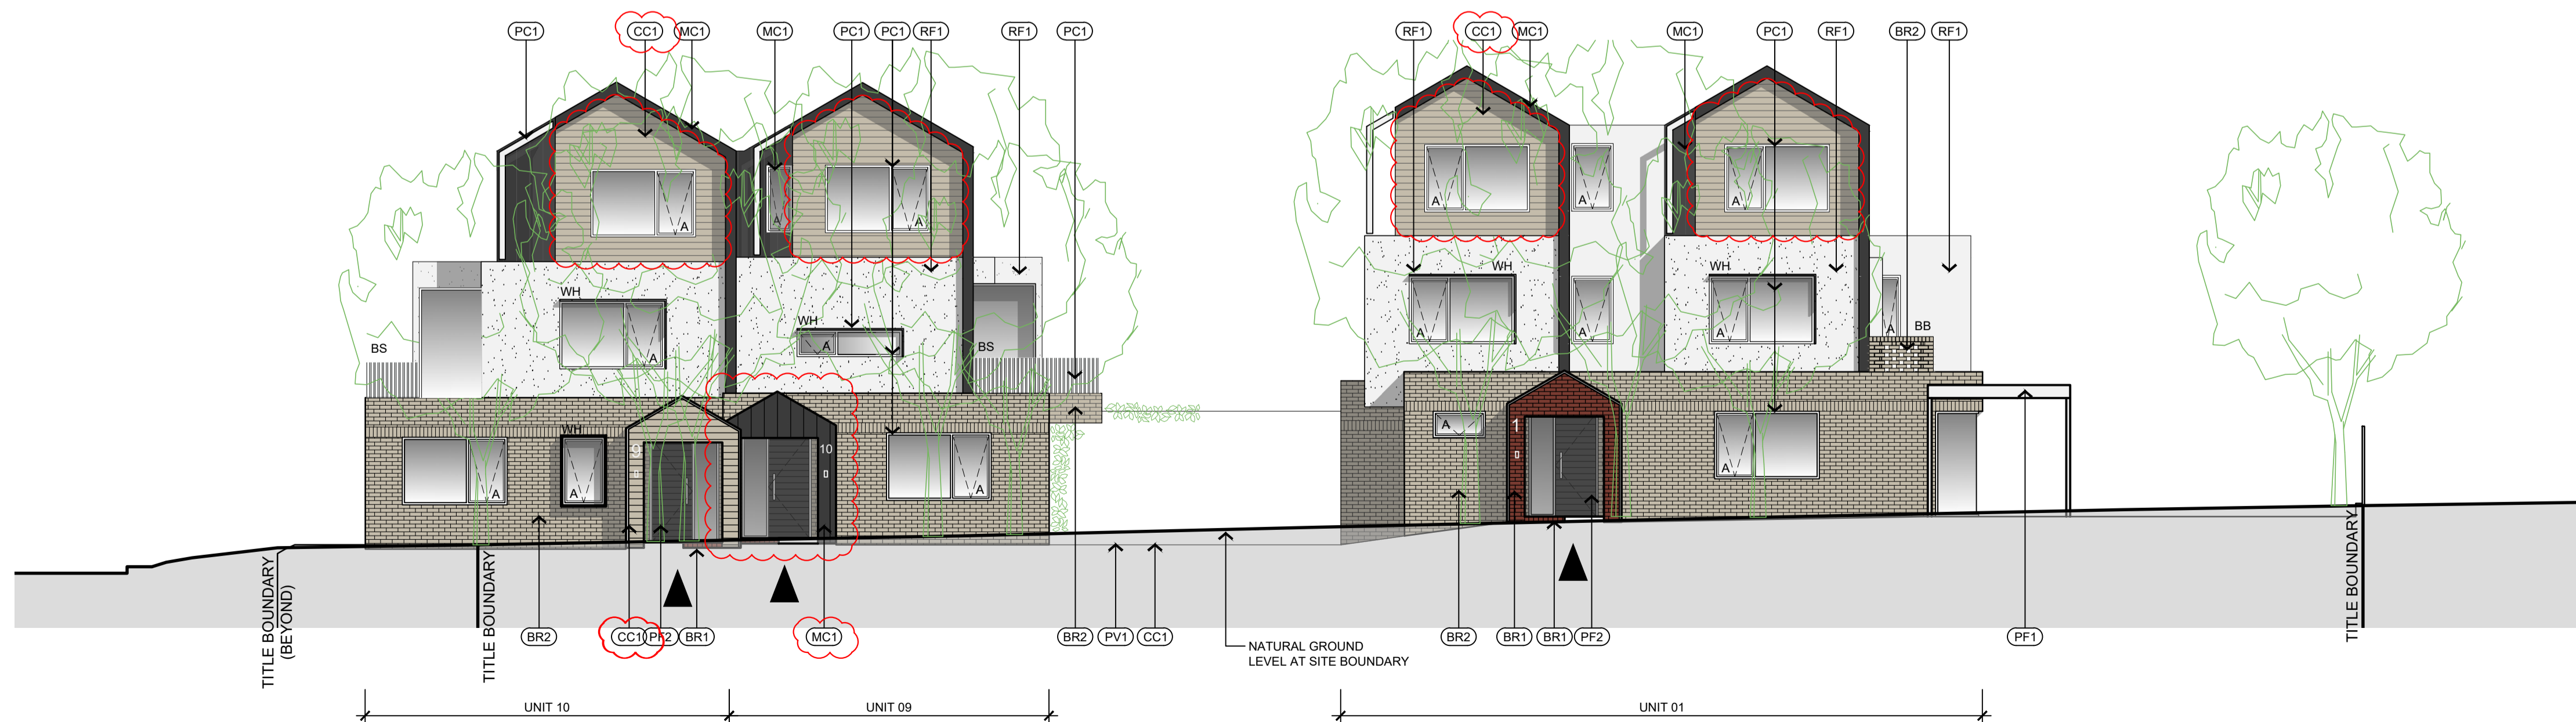 PC1 CC1 MC1 MC1 PC1 PC1 RF1 RF1 PC1 RF1 CC1 MC1 MC1 PC1 RF1 BR2 RF1
A A A A A A
WH WH WH
WH A A A A BB
BS WH A BS
A
WH
A A 9 10 A 1 A A
TITLE BOUNDARY
(BEYOND)
TITLE BOUNDARY
TITLE BOUNDARY
BR2 CC1 PF2 BR1 MC1 BR2 PV1 CC1 BR2 BR1 BR1 PF2 PF1
NATURAL GROUND
LEVEL AT SITE BOUNDARY
UNIT 10 UNIT 09 UNIT 01